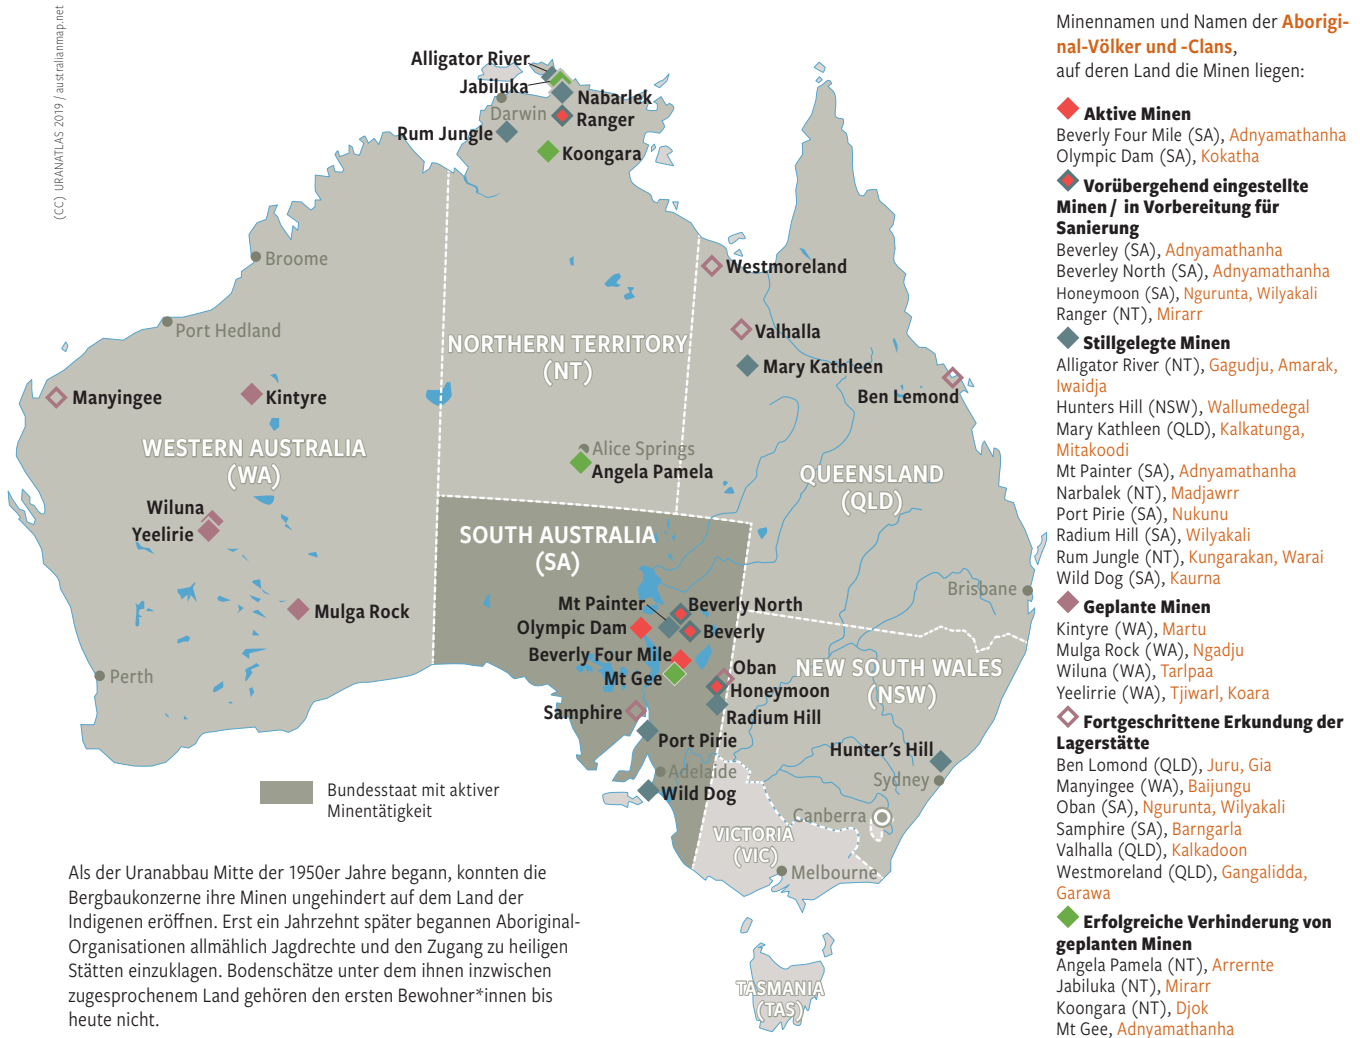 (CC) URANATLAS 2019 / australianmap.net
Alligator River
Jabiluka
Nabarlek
Darwin
Ranger
Rum Jungle
Koongara
Broome
Westmoreland
Port Hedland
Valhalla
NORTHERN TERRITORY
(NT)
Mary Kathleen
Manyingee
Kintyre
Ben Lemond
WESTERN AUSTRALIA
(WA)
Alice Springs
Angela Pamela
QUEENSLAND
(QLD)
Wiluna
Yeelirie
SOUTH AUSTRALIA
(SA)
Brisbane
Mt Painter
Beverly North
Mulga Rock
Olympic Dam
Beverly
Beverly Four Mile
Oban
NEW SOUTH WALES
(NSW)
Perth
Mt Gee
Honeymoon
Samphire
Radium Hill
Port Pirie
Hunter's Hill
Adelaide
Sydney
Wild Dog
Canberra
VICTORIA
(VIC)
Melbourne
TASMANIA
(TAS)
Bundesstaat mit aktiver
Minentätigkeit
Als der Uranabbau Mitte der 1950er Jahre begann, konnten die
Bergbaukonzerne ihre Minen ungehindert auf dem Land der
Indigenen eröffnen. Erst ein Jahrzehnt später begannen Aboriginal-
Organisationen allmählich Jagdrechte und den Zugang zu heiligen
Stätten einzuklagen. Bodenschätze unter dem ihnen inzwischen
zugesprochenem Land gehören den ersten Bewohner*innen bis
heute nicht.
Minennamen und Namen der Aborigi-
nal-Völker und -Clans,
auf deren Land die Minen liegen:
Aktive Minen
Beverly Four Mile (SA), Adnyamathanha
Olympic Dam (SA), Kokatha
Vorübergehend eingestellte
Minen / in Vorbereitung für
Sanierung
Beverley (SA), Adnyamathanha
Beverley North (SA), Adnyamathanha
Honeymoon (SA), Ngurunta, Wilyakali
Ranger (NT), Mirarr
Stillgelegte Minen
Alligator River (NT), Gagudju, Amarak,
Iwaidja
Hunters Hill (NSW), Wallumedegal
Mary Kathleen (QLD), Kalkatunga,
Mitakoodi
Mt Painter (SA), Adnyamathanha
Narbalek (NT), Madjawrr
Port Pirie (SA), Nukunu
Radium Hill (SA), Wilyakali
Rum Jungle (NT), Kungarakan, Warai
Wild Dog (SA), Kaurna
Geplante Minen
Kintyre (WA), Martu
Mulga Rock (WA), Ngadju
Wiluna (WA), Tarlpaa
Yeelirrie (WA), Tjiwarl, Koara
Fortgeschrittene Erkundung der
Lagerstätte
Ben Lomond (QLD), Juru, Gia
Manyingee (WA), Baijungu
Oban (SA), Ngurunta, Wilyakali
Samphire (SA), Barngarla
Valhalla (QLD), Kalkadoon
Westmoreland (QLD), Gangalidda,
Garawa
Erfolgreiche Verhinderung von
geplanten Minen
Angela Pamela (NT), Arrernte
Jabiluka (NT), Mirarr
Koongara (NT), Djok
Mt Gee, Adnyamathanha